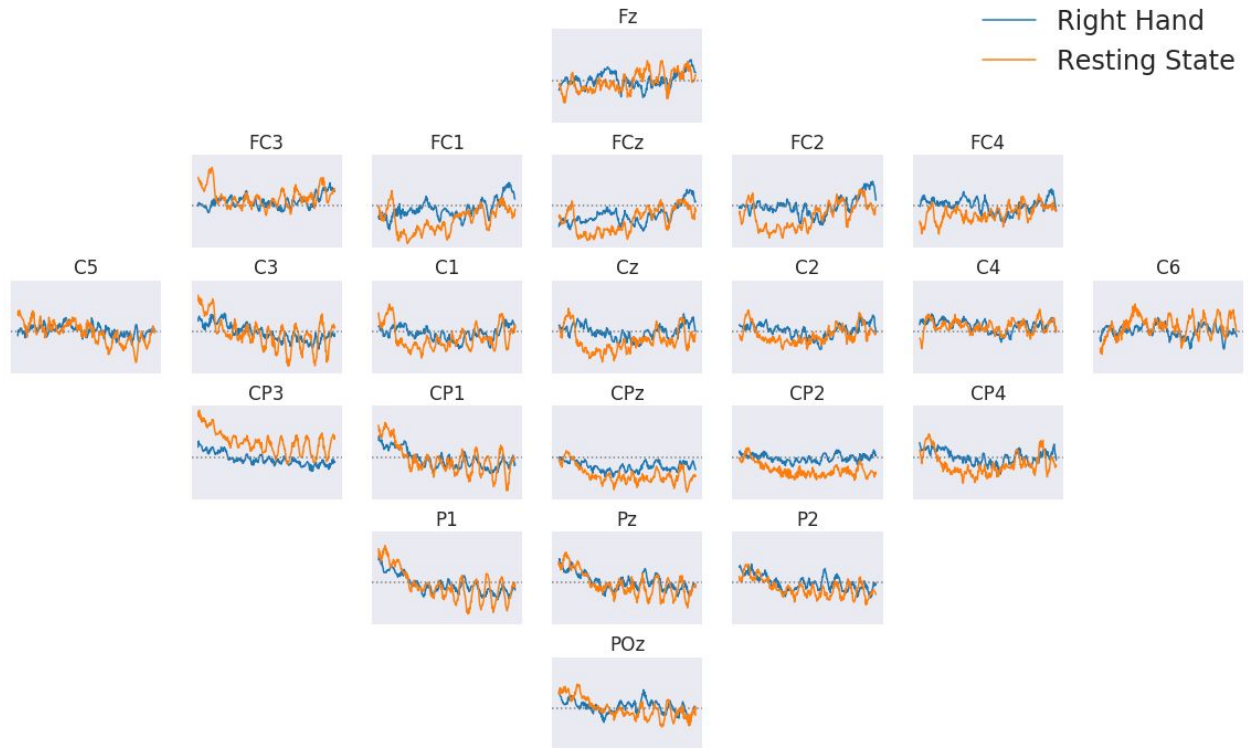 Fz
Right Hand
Resting State
FC3 FC1 FCz FC2 FC4
C5 C3 C1 Cz C2 C4 C6
CP3 CP1 CPz CP2 CP4
P1 Pz P2
POz